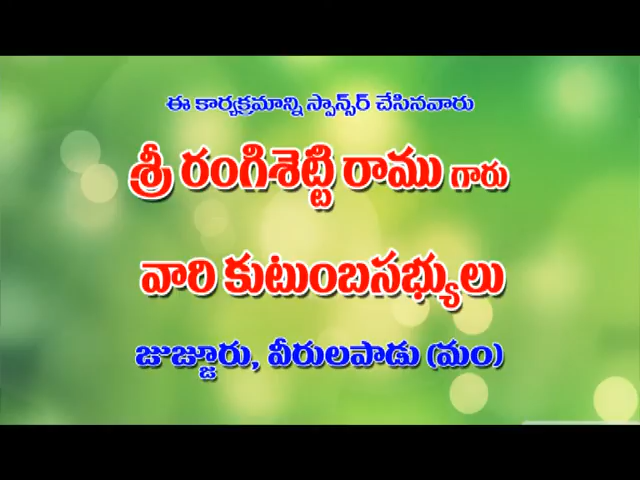 ఈ కార్యక్రమాన్ని స్పాన్సర్ చేసినవారు
శ్రీ రంగిశెట్టి రాము గారు
వారి కుటుంబసభ్యులు
జుజ్జూరు, వీరులపాడు (మం)